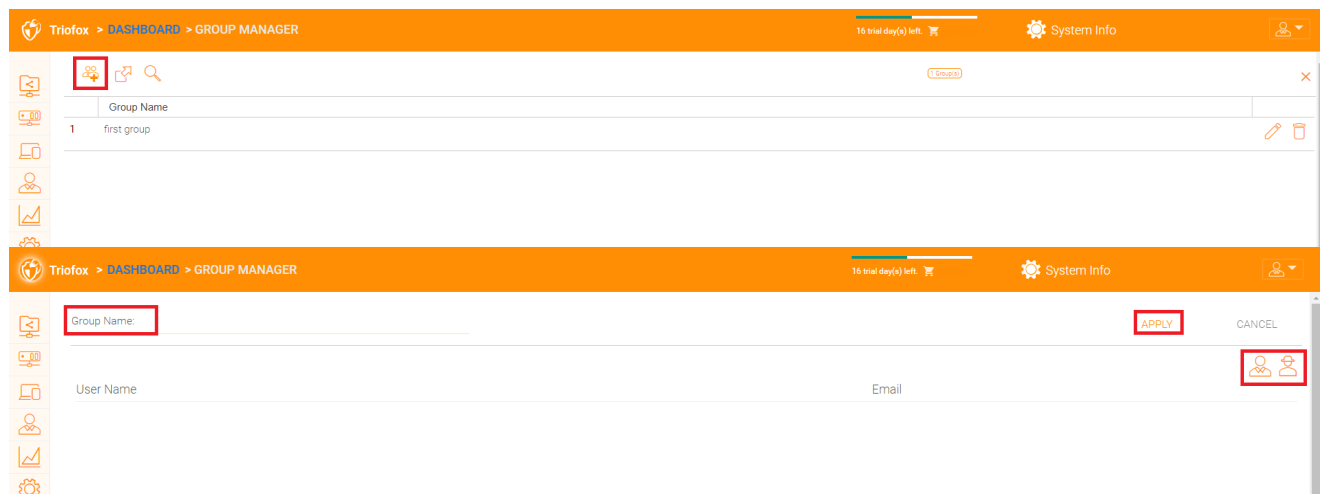 Triofox > DASHBOARD > GROUP MANAGER
16 trial day(s) left.
System Info
1 Group(s)
Group Name
1 first group
Triofox > DASHBOARD > GROUP MANAGER
16 trial day(s) left.
System Info
Group Name:
APPLY CANCEL
User Name Email